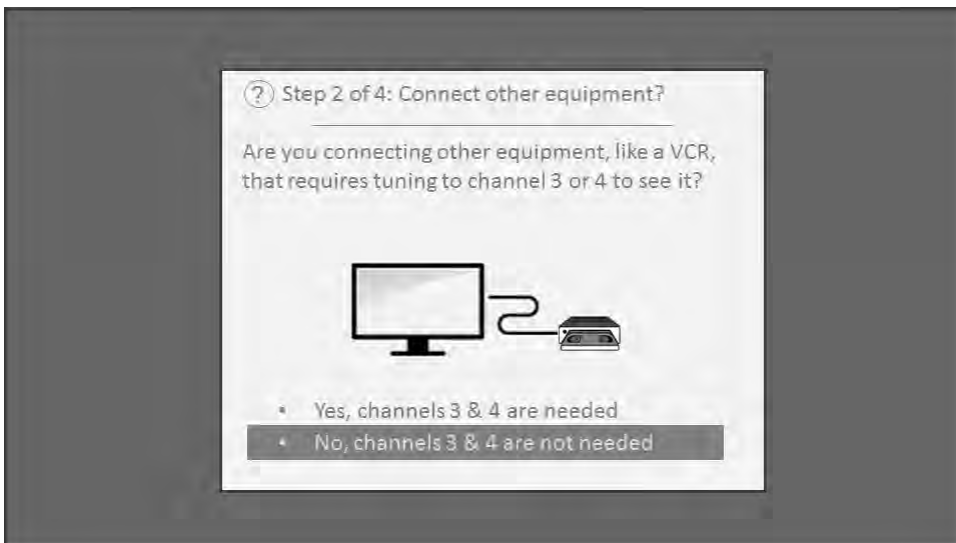 ? Step 2 of 4: Connect other equipment?
Are you connecting other equipment, like a VCR,
that requires tuning to channel 3 or 4 to see it?
• Yes, channels 3 & 4 are needed
• No, channels 3 & 4 are not needed